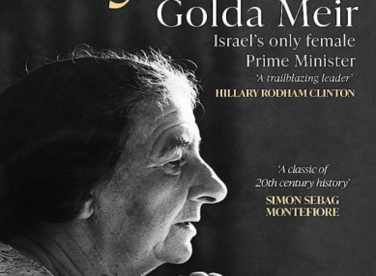 Golda Meir
Israel's only female
Prime Minister
'A trailblazing leader'
HILLARY RODHAM CLINTON
'A classic of
20th century history'
SIMON SEBAG
MONTEFIORE